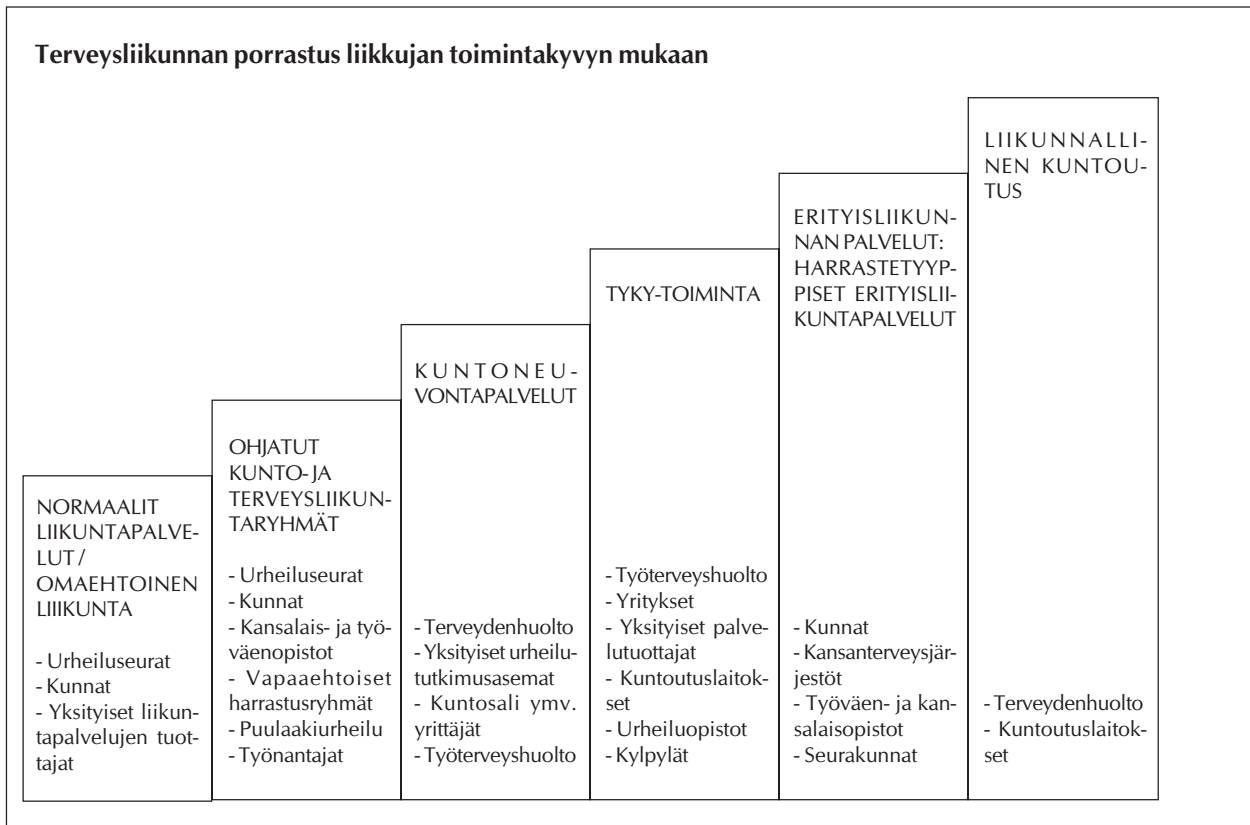 Terveysliikunnan porrastus liikkujan toimintakyvyn mukaan
NORMAALIT
LIIKUNTAPALVE-
LUT /
OMAEHTOINEN
LIIIKUNTA
- Urheiluseurat
- Kunnat
- Yksityiset liikun-
tapalvelujen tuot-
tajat
OHJATUT
KUNTO- JA
TERVEYSLIIKUN-
TARYHMÄT
- Urheiluseurat
- Kunnat
- Kansalais- ja työ-
väenopistot
- Vapaaehtoiset
harrastusryhmät
- Puulaakiurheilu
- Työnantajat
KUNTONEU-
VONTAPALVELUT
- Terveydenhuolto
- Yksityiset urheilu-
tutkimusasemat
- Kuntosali ymv.
yrittäjät
- Työterveyshuolto
TYKY-TOIMINTA
- Työterveyshuolto
- Yritykset
- Yksityiset palve-
lutuottajat
- Kuntoutuslaitok-
set
- Urheiluopistot
- Kylpylät
ERITYISLIIKUN-
NAN PALVELUT:
HARRASTETYYP-
PISET ERITYISLII-
KUNTAPALVELUT
- Kunnat
- Kansanterveysjär-
jestöt
- Työväen- ja kan-
salaisopistot
- Seurakunnat
LIIKUNNALLI-
NEN KUNTOU-
TUS
- Terveydenhuolto
- Kuntoutuslaitok-
set